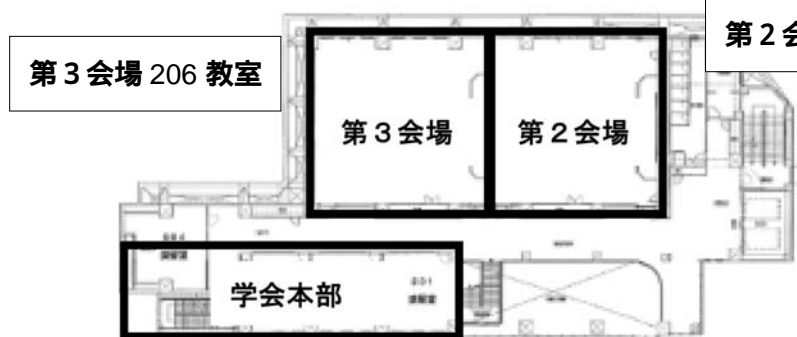 第2会
第3会場 206 教室
第3会場
第2会場
学会本部